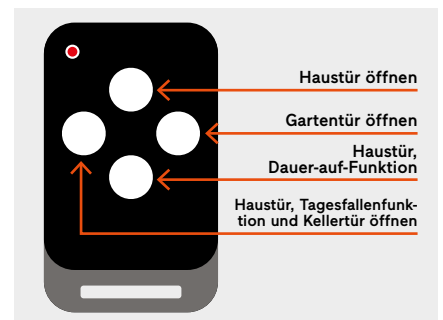 Haustür öffnen
Gartentür öffnen
Haustür,
Dauer-auf-Funktion
Haustür, Tagesfallenfunk-
tion und Kellertür öffnen